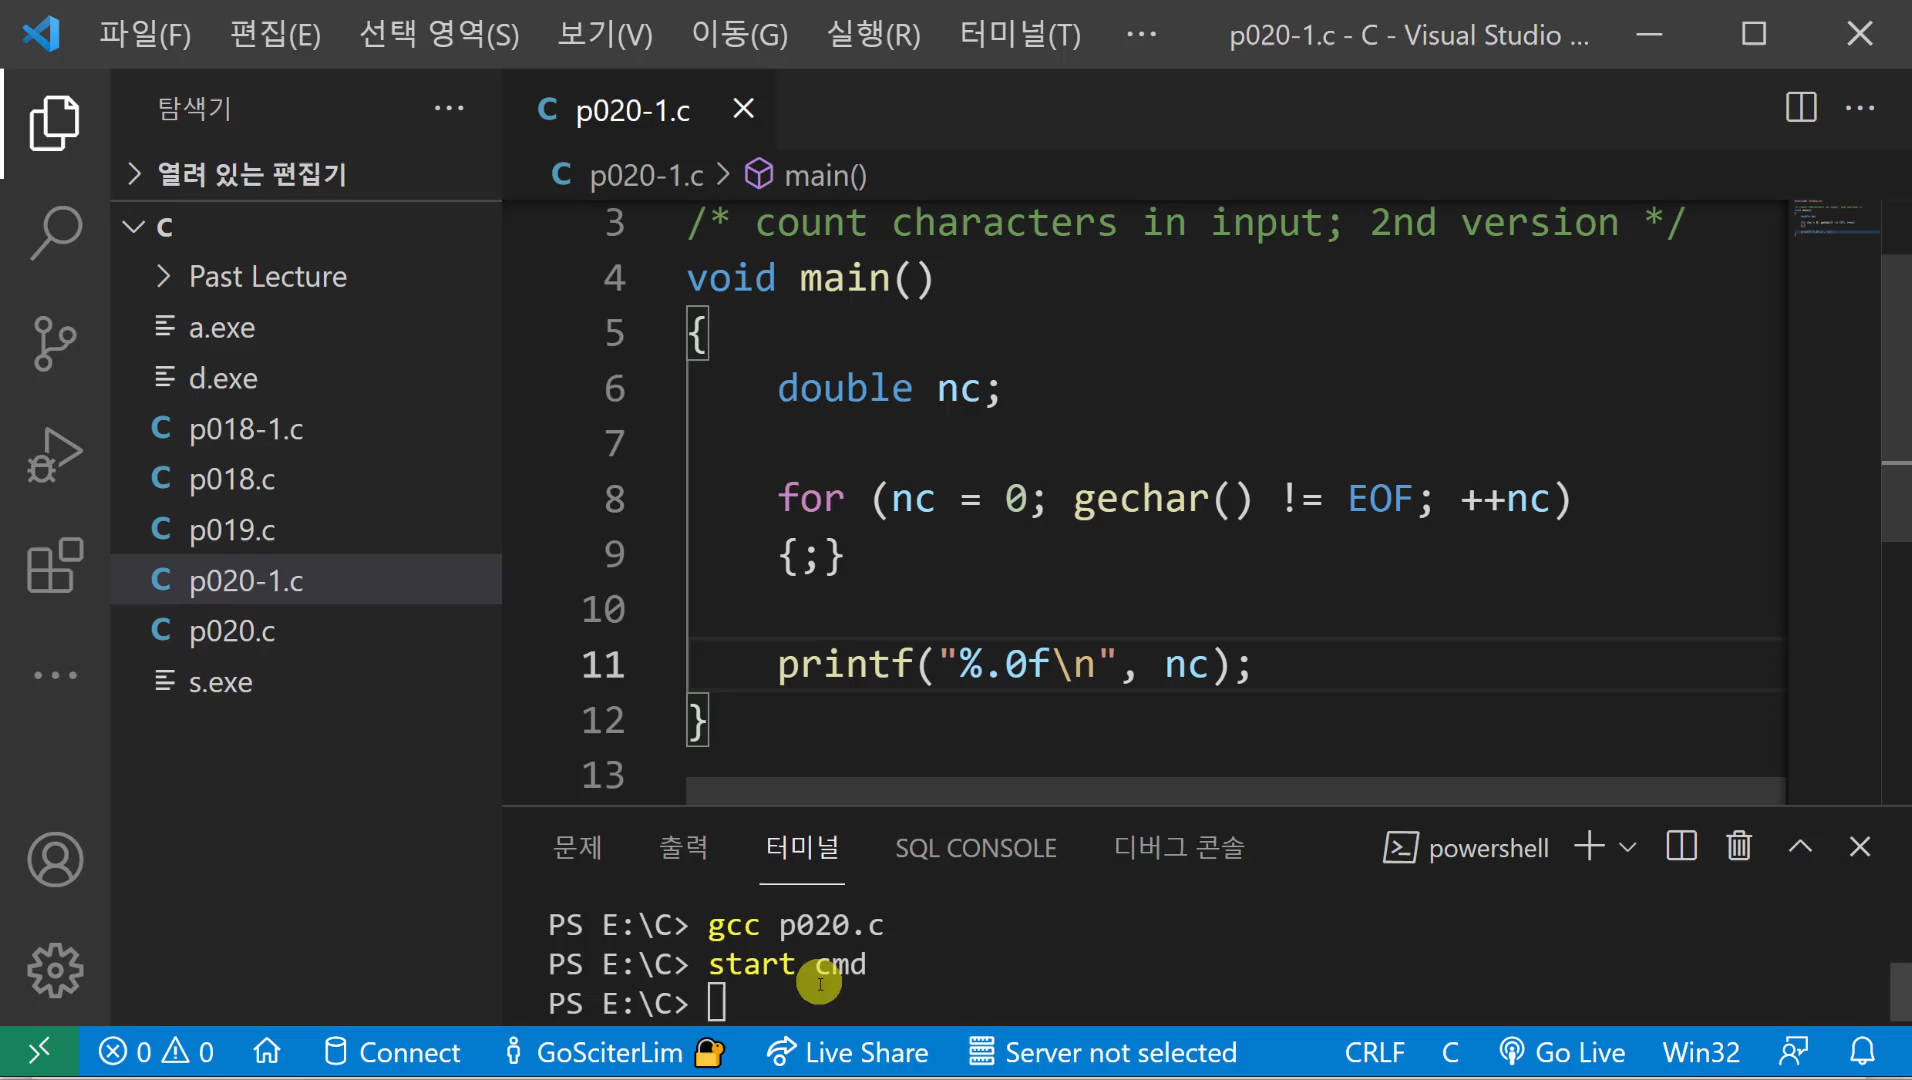 파일(F) 편집(E) 선택 영역(S) 보기(V) 이동(G) 실행(R) 터미널(T) ··· p020-1.c - C - Visual Studio ...
탐색기 ···
열려 있는 편집기
C
Past Lecture
a.exe
d.exe
C p018-1.c
C p018.c
C p019.c
C p020-1.c
C p020.c
s.exe
C p020-1.c
C p020-1.c > main()
3 /* count characters in input; 2nd version */
4 void main()
5 {
6 double nc;
7
8 for (nc = 0; gechar() != EOF; ++nc)
9 {;}
10
11 printf("%.0f\n", nc);
12 }
13
문제 출력 터미널 SQL CONSOLE 디버그 콘솔 powershell
PS E:\C> gcc p020.c
PS E:\C> start cmd
PS E:\C>
0 0 Connect GoSciterLim Live Share Server not selected CRLF C Go Live Win32